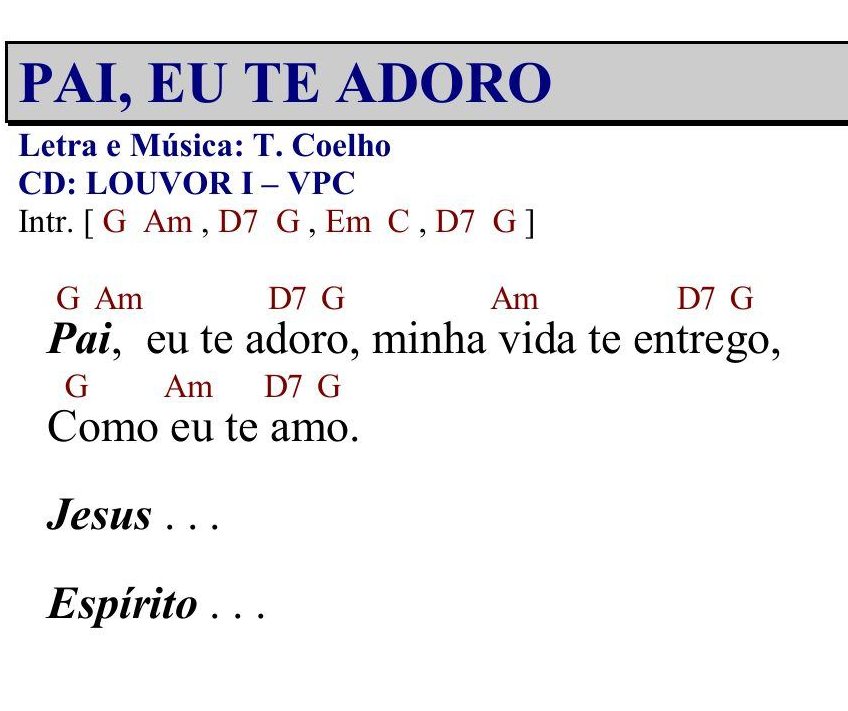 PAI, EU TE ADORO
Letra e Música: T. Coelho
CD: LOUVOR I – VPC
Intr. [ G Am , D7 G , Em C , D7 G ]
G Am D7 G Am D7 G
Pai, eu te adoro, minha vida te entrego,
G Am D7 G
Como eu te amo.
Jesus . . .
Espírito . . .